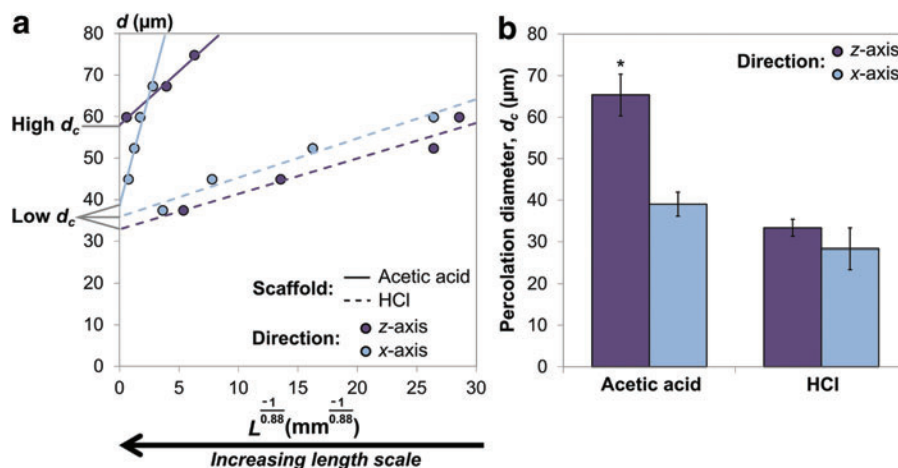 a
d (μm)
80
70
60
50
40
30
20
10
0
High dc
Low dc
Scaffold:
Acetic acid
HCl
Direction:
z-axis
x-axis
0 5 10 15 20 25 30
L^(-1/0.88) (mm^(-1/0.88))
Increasing length scale
b
Percolation diameter, dc (μm)
80
70
60
50
40
30
20
10
0
*
Direction:
z-axis
x-axis
Acetic acid HCl